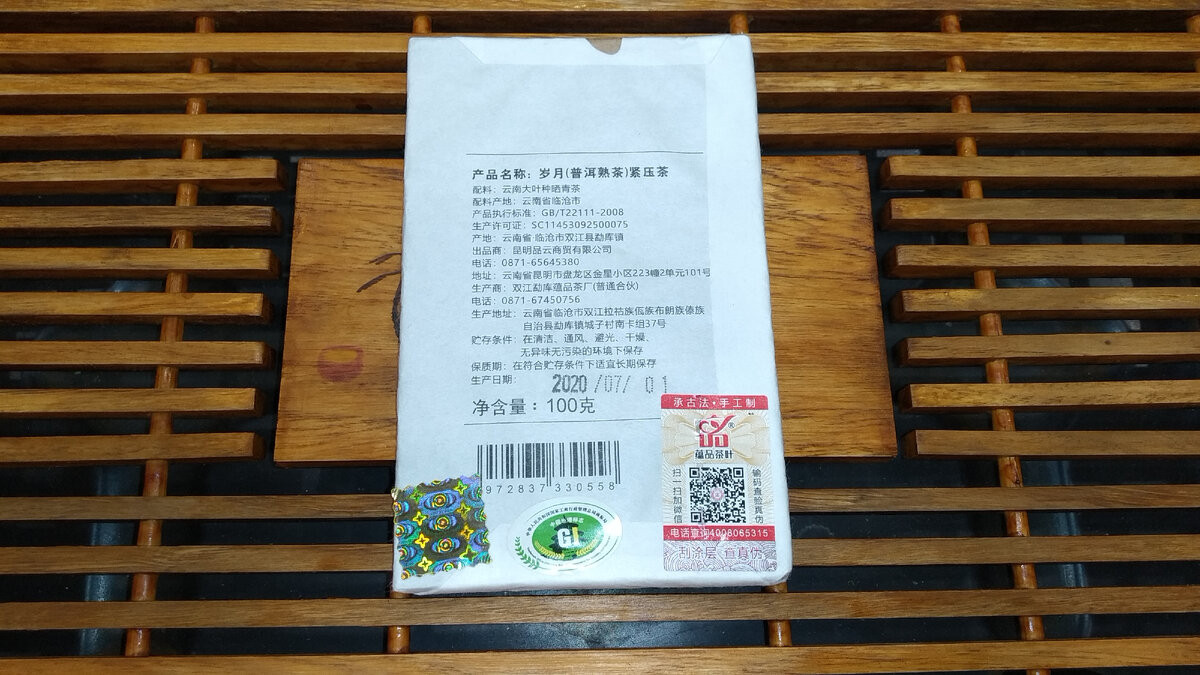 产品名称：岁月(普洱熟茶)紧压茶
配料：云南大叶种晒青茶
配料产地：云南省临沧市
产品执行标准：GB/T22111-2008
生产许可证：SC11453092500075
产地：云南省 临沧市双江县勐库镇
出品商：昆明品云商贸有限公司
电话：0871-65645380
地址：云南省昆明市盘龙区金星小区223幢2单元101号
生产商：双江勐库蕴品茶厂(普通合伙)
电话：0871-67450756
生产地址：云南省临沧市双江拉祜族佤族布朗族傣族
自治县勐库镇城子村南卡组37号
贮存条件：在清洁、通风、避光、干燥、
无异味无污染的环境下保存
保质期：在符合贮存条件下适宜长期保存
生产日期：2020/07/ 01
净含量：100克
972837 330558
GI
承古法·手工制
品®
蕴品茶叶
扫一扫加微信
输码查验真伪
电话查询4008065315
刮涂层 查真伪